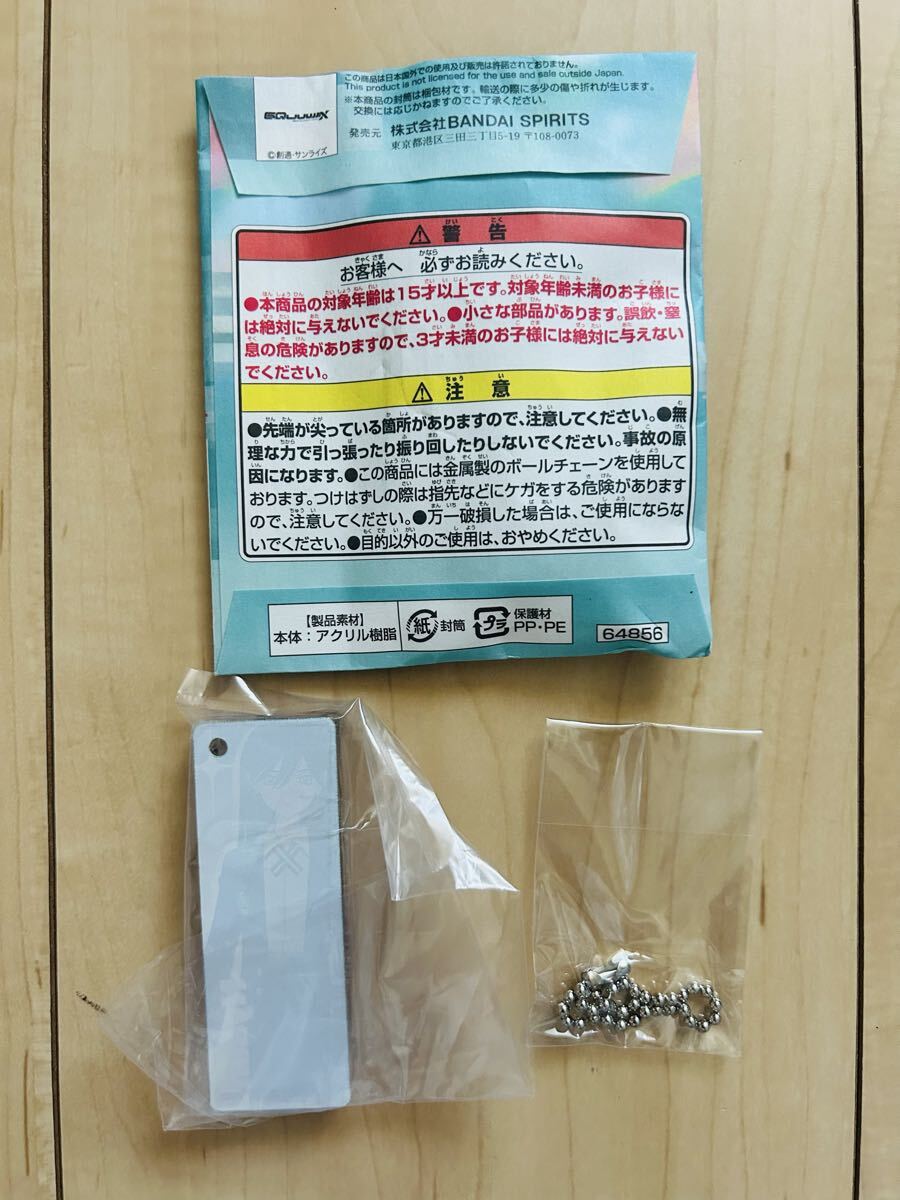 この商品は日本国外での使用及び販売は許諾されておりません。
This product is not licensed for the use and sale outside Japan.
※本商品の封筒は梱包材です。輸送の際に多少の傷や折れが生じます。
交換には応じかねますのでご了承ください。
発売元 株式会社BANDAI SPIRITS
東京都港区三田三丁目5-19 〒108-0073
GQuuuuuuX
©創通・サンライズ
⚠ 警告
お客様へ 必ずお読みください。
●本商品の対象年齢は15才以上です。対象年齢未満のお子様に
は絶対に与えないでください。●小さな部品があります。誤飲・窒
息の危険がありますので、3才未満のお子様には絶対に与えない
でください。
⚠ 注意
●先端が尖っている箇所がありますので、注意してください。●無
理な力で引っ張ったり振り回したりしないでください。事故の原
因になります。●この商品には金属製のボールチェーンを使用して
おります。つけはずしの際は指先などにケガをする危険があります
ので、注意してください。●万一破損した場合は、ご使用にならな
いでください。●目的以外のご使用は、おやめください。
【製品素材】
本体：アクリル樹脂
紙 封筒
プラ 保護材
PP・PE
64856